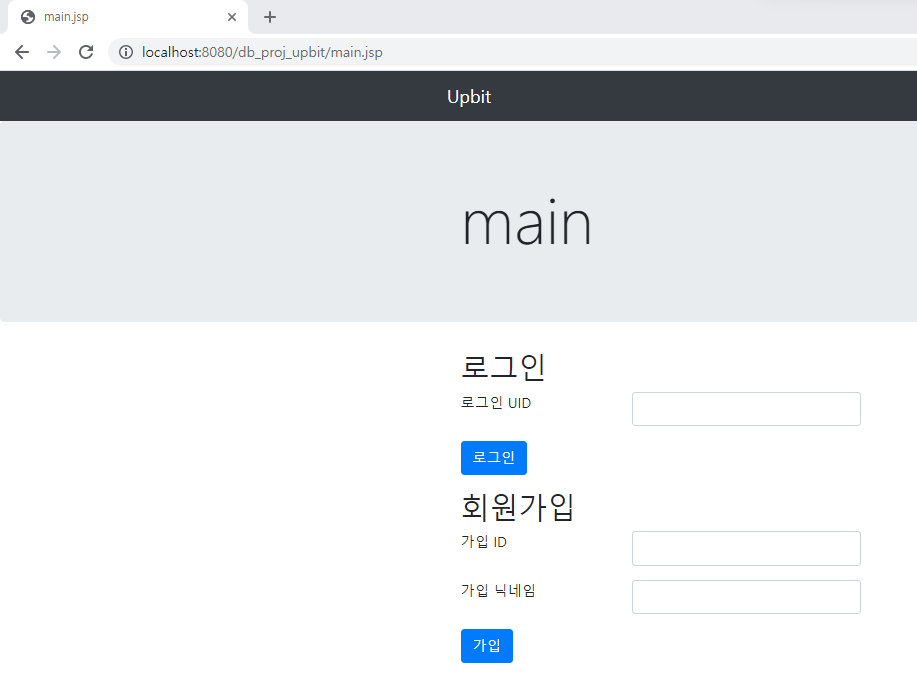 main.jsp
localhost:8080/db_proj_upbit/main.jsp
Upbit
main
로그인
로그인 UID
로그인
회원가입
가입 ID
가입 닉네임
가입